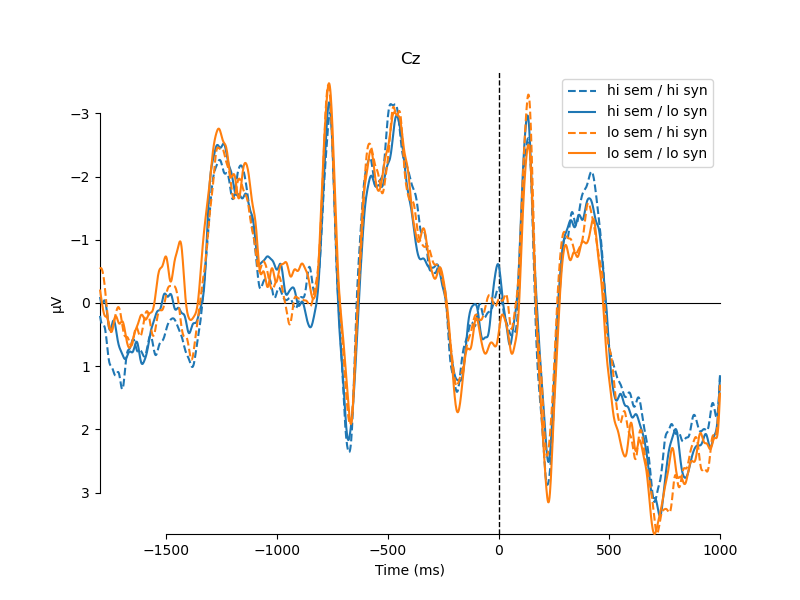 Cz
hi sem / hi syn
hi sem / lo syn
lo sem / hi syn
lo sem / lo syn
μV
−3
−2
−1
0
1
2
3
−1500
−1000
−500
0
500
1000
Time (ms)